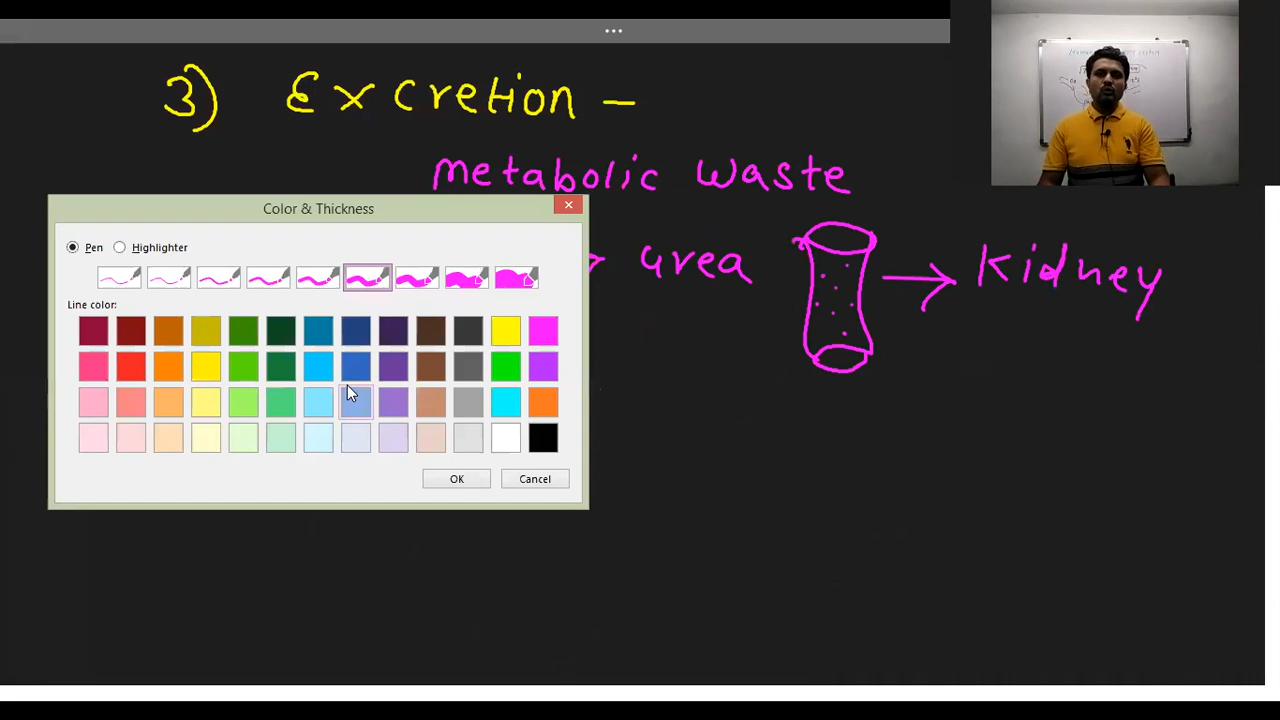 3) Excretion -
metabolic waste
Color & Thickness
Pen Highlighter
urea → Kidney
Line color:
OK Cancel